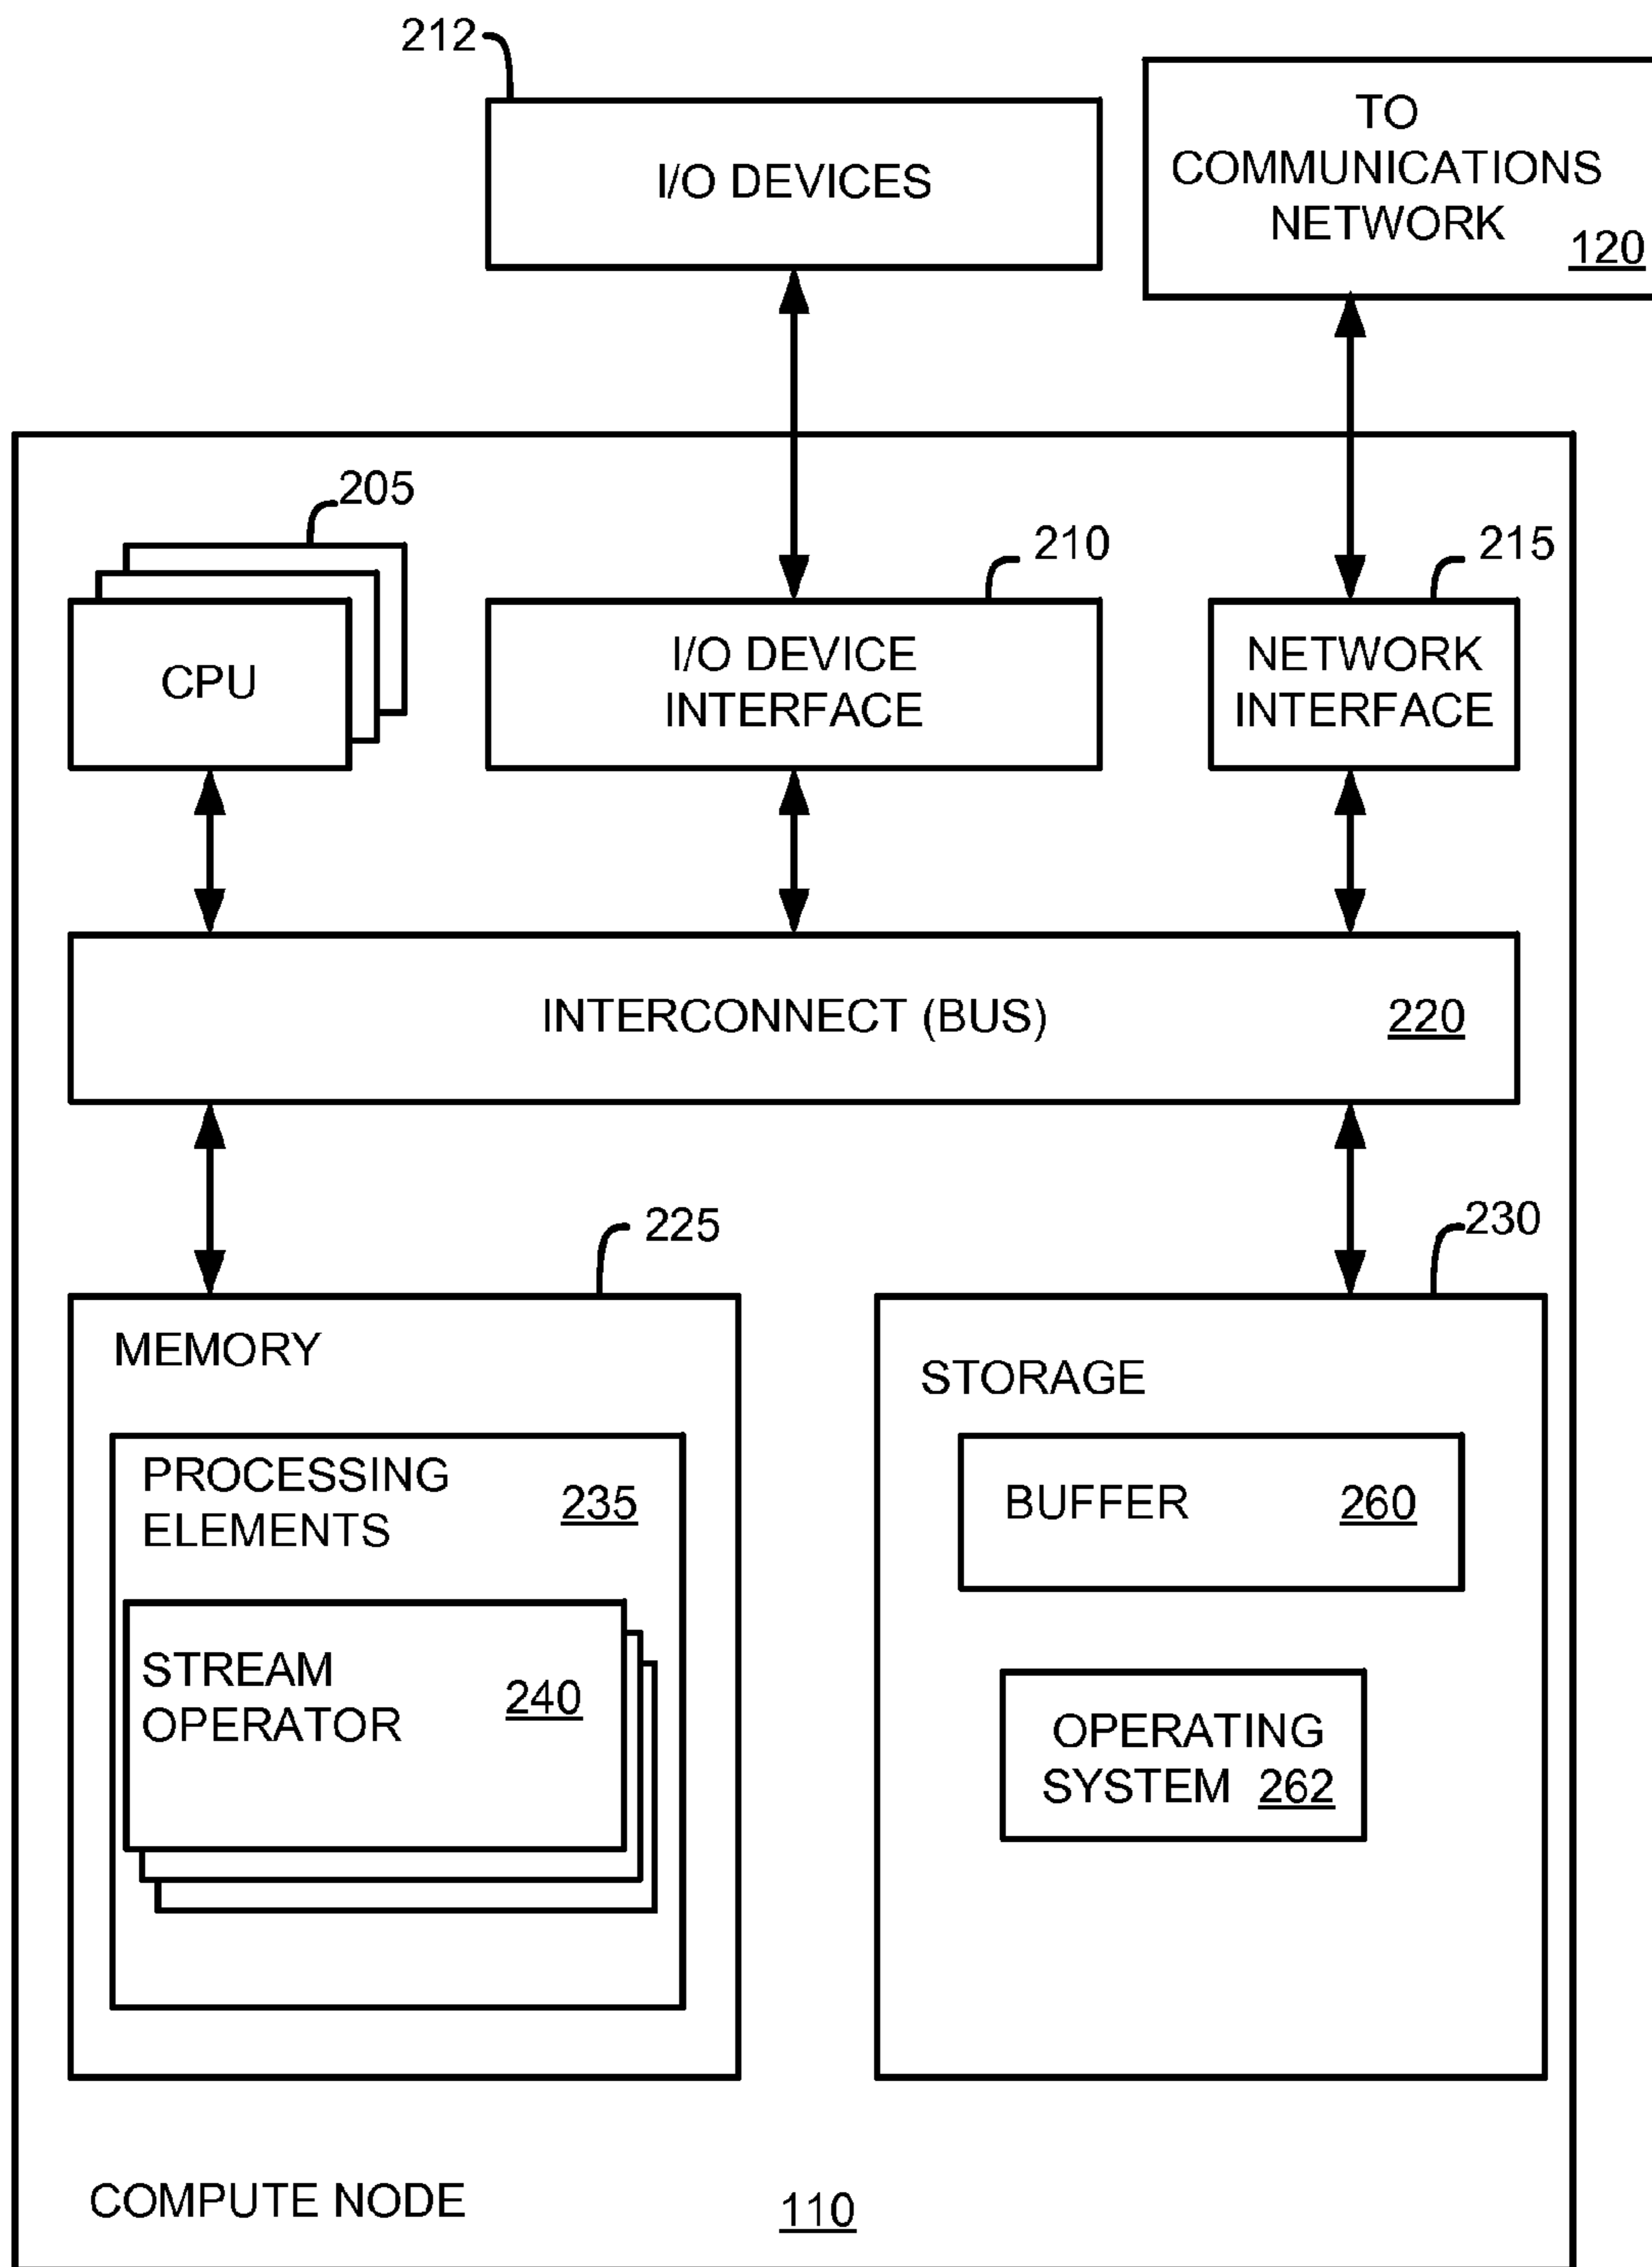 212
I/O DEVICES
TO
COMMUNICATIONS
NETWORK
120
205
210
215
CPU
I/O DEVICE
INTERFACE
NETWORK
INTERFACE
INTERCONNECT (BUS)
220
225
230
MEMORY
STORAGE
PROCESSING
ELEMENTS
235
BUFFER
260
STREAM
OPERATOR
240
OPERATING
SYSTEM 262
COMPUTE NODE
110